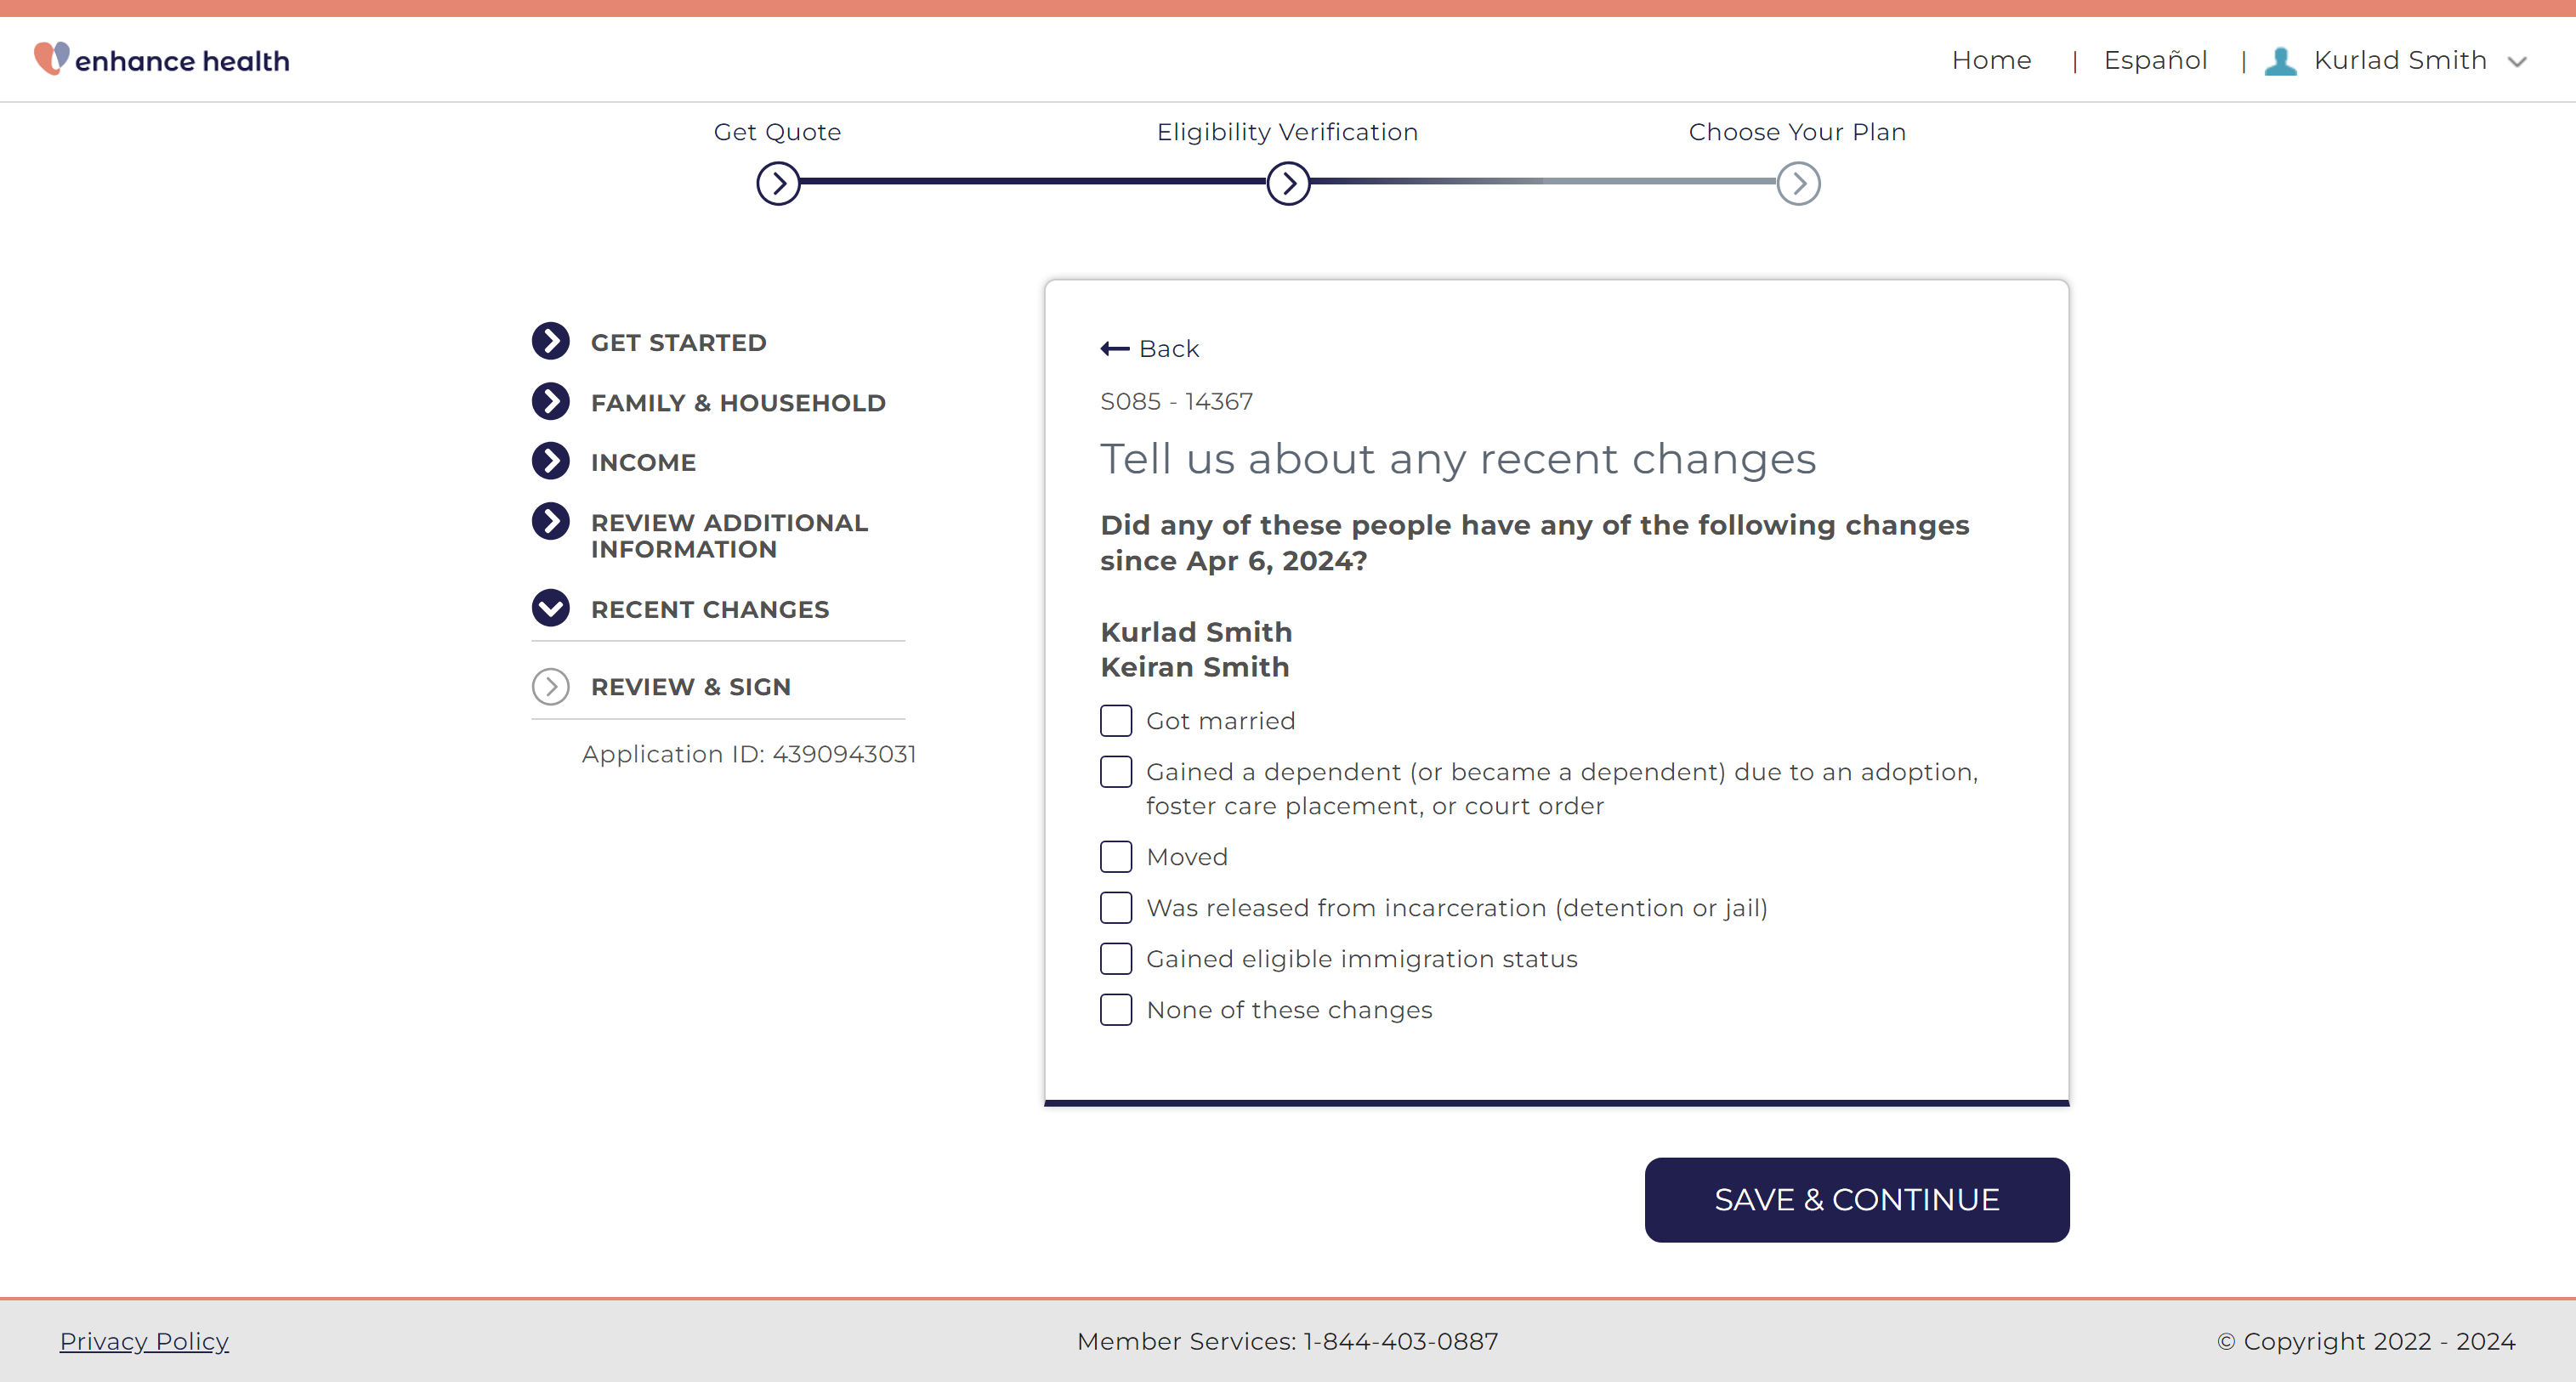 enhance health
Home | Español | Kurlad Smith
Get Quote
Eligibility Verification
Choose Your Plan
GET STARTED
FAMILY & HOUSEHOLD
INCOME
REVIEW ADDITIONAL
INFORMATION
RECENT CHANGES
REVIEW & SIGN
Application ID: 4390943031
Back
S085 - 14367
Tell us about any recent changes
Did any of these people have any of the following changes
since Apr 6, 2024?
Kurlad Smith
Keiran Smith
Got married
Gained a dependent (or became a dependent) due to an adoption,
foster care placement, or court order
Moved
Was released from incarceration (detention or jail)
Gained eligible immigration status
None of these changes
SAVE & CONTINUE
Privacy Policy
Member Services: 1-844-403-0887
© Copyright 2022 - 2024